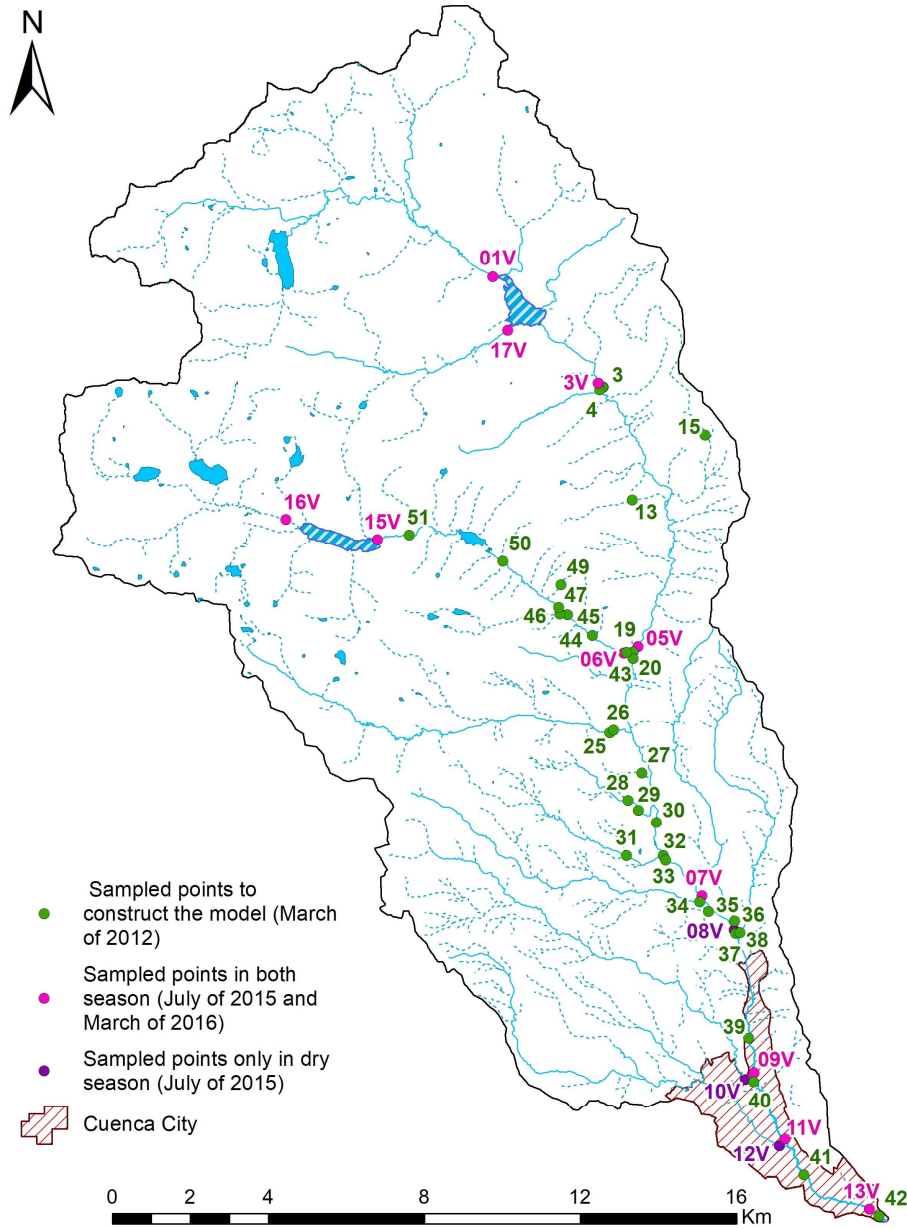 N
01V
17V
3V
3
4
15
16V
15V
51
13
50
49
47
46
45
44
19
05V
06V
43
20
26
25
27
28
29
30
31
32
33
07V
34
35
36
08V
37
38
39
09V
10V
40
11V
12V
41
13V
42
Sampled points to
construct the model (March
of 2012)
Sampled points in both
season (July of 2015 and
March of 2016)
Sampled points only in dry
season (July of 2015)
Cuenca City
0 4 8 12 16
Km